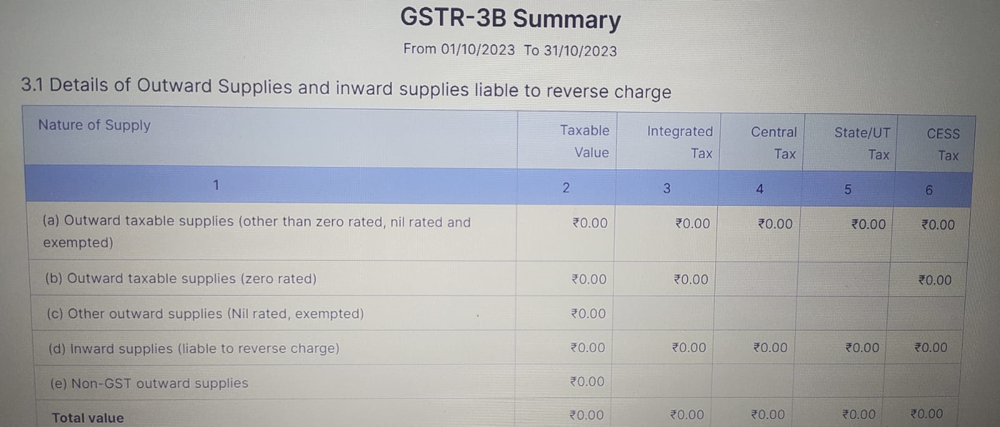 GSTR-3B Summary
From 01/10/2023 To 31/10/2023
3.1 Details of Outward Supplies and inward supplies liable to reverse charge
Nature of Supply Taxable Value Integrated Tax Central Tax State/UT Tax CESS Tax
1 2 3 4 5 6
(a) Outward taxable supplies (other than zero rated, nil rated and ₹0.00 ₹0.00 ₹0.00 ₹0.00 ₹0.00
exempted)
(b) Outward taxable supplies (zero rated) ₹0.00 ₹0.00 ₹0.00
(c) Other outward supplies (Nil rated, exempted) ₹0.00
(d) Inward supplies (liable to reverse charge) ₹0.00 ₹0.00 ₹0.00 ₹0.00 ₹0.00
(e) Non-GST outward supplies ₹0.00
Total value ₹0.00 ₹0.00 ₹0.00 ₹0.00 ₹0.00